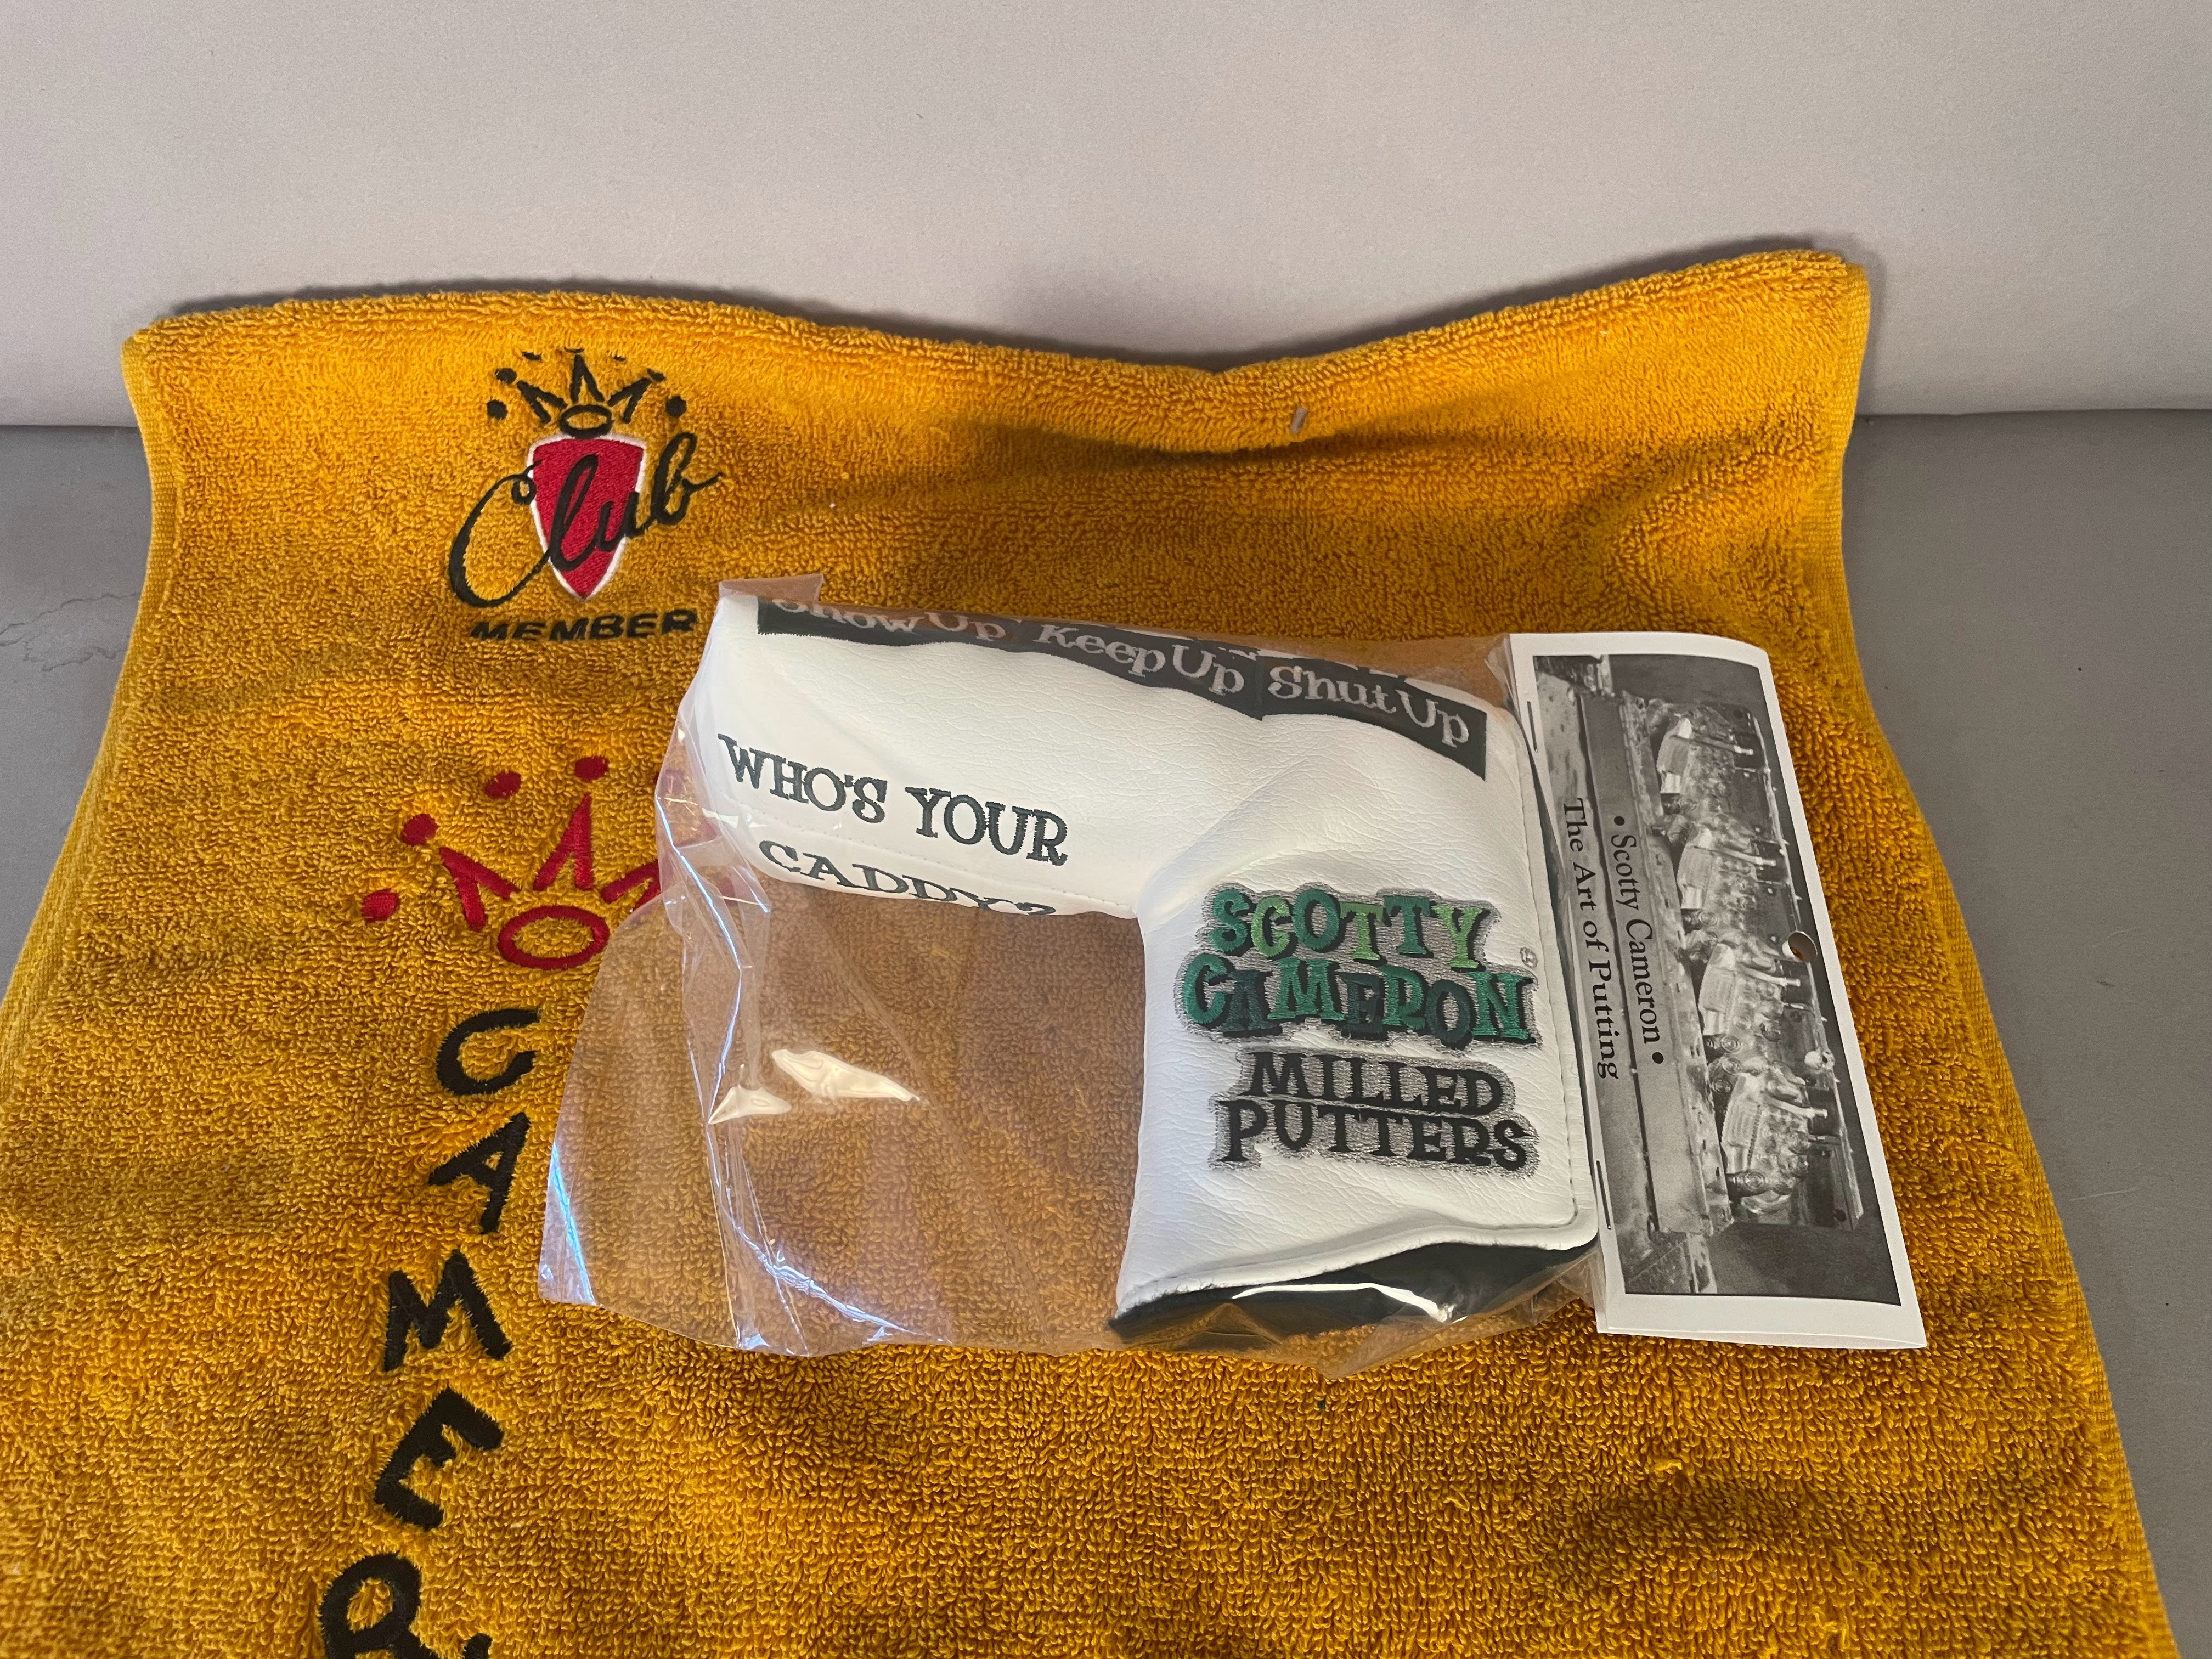 Club
MEMBER
CAMERO
Show Up Keep Up Shut Up
WHO'S YOUR
CADDY?
SCOTTY
CAMERON
®
MILLED
PUTTERS
• Scotty Cameron •
The Art of Putting